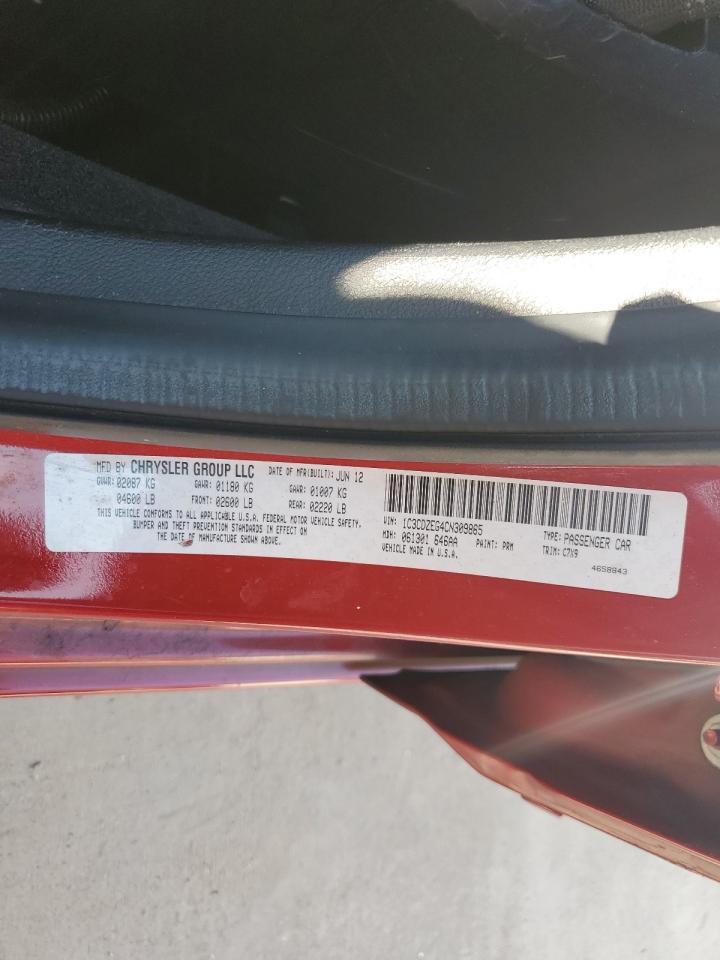 MFD BY CHRYSLER GROUP LLC DATE OF MFR(BUILT): JUN 12
GVWR: 02087 KG GAWR: 01180 KG GAWR: 01007 KG
04600 LB FRONT: 02600 LB REAR: 02220 LB
THIS VEHICLE CONFORMS TO ALL APPLICABLE U.S.A. FEDERAL MOTOR VEHICLE SAFETY,
BUMPER AND THEFT PREVENTION STANDARDS IN EFFECT ON
THE DATE OF MANUFACTURE SHOWN ABOVE.
VIN: 1C3CDZEG4CN309865 TYPE: PASSENGER CAR
MDH: 061301 646AA PAINT: PRM TRIM: C7X9
VEHICLE MADE IN U.S.A.
4658843